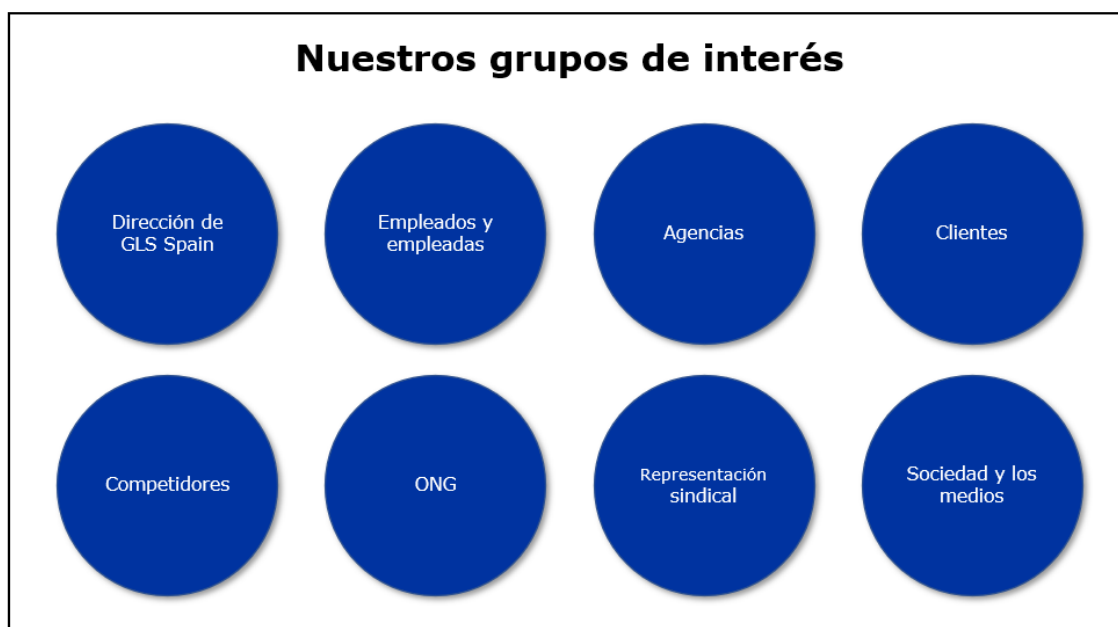 Nuestros grupos de interés
Dirección de
GLS Spain
Empleados y
empleadas
Agencias
Clientes
Competidores
ONG
Representación
sindical
Sociedad y los
medios